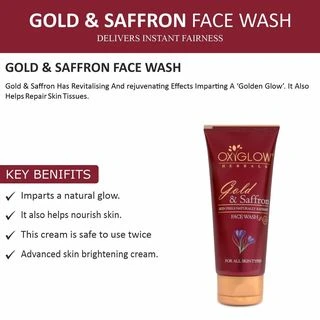 GOLD & SAFFRON FACE WASH
DELIVERS INSTANT FAIRNESS
GOLD & SAFFRON FACE WASH
Gold & Saffron Has Revitalising And rejuvenating Effects Imparting A 'Golden Glow'. It Also
Helps Repair Skin Tissues.
KEY BENIFITS
Imparts a natural glow.
It also helps nourish skin.
This cream is safe to use twice
Advanced skin brightening cream.
OXYGLOW
HERBALS
Gold
& Saffron
FACE WASH
FOR ALL SKIN TYPES